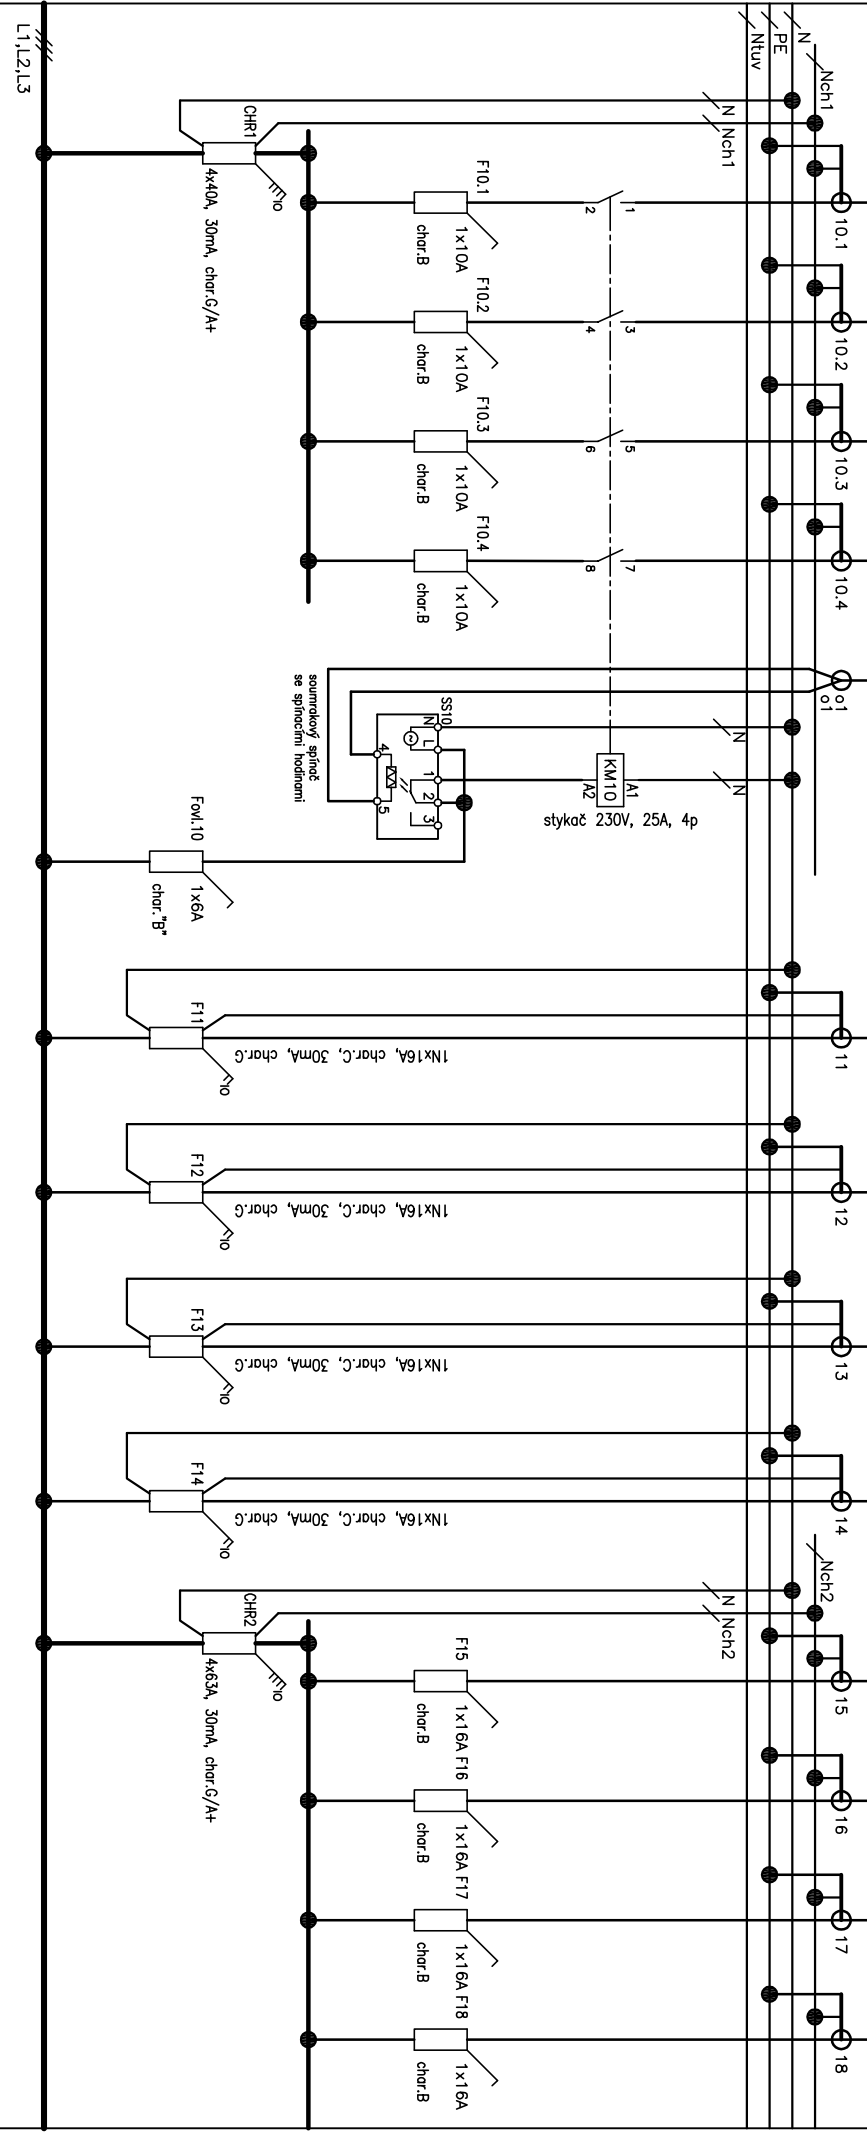 L1,L2,L3
N
PE
Ntuv
Nch1
N
Nch1
CHR1
4x40A, 30mA, char.G/A+
IO
F10.1
1x10A
char.B
2
1
10.1
F10.2
1x10A
char.B
4
3
10.2
F10.3
1x10A
char.B
6
5
10.3
F10.4
1x10A
char.B
8
7
10.4
o1
o1
soumrakový spínač
se spínacími hodinami
SS10
N
L
1
2
3
4
5
N
N
KM10
A1
A2
stykač 230V, 25A, 4p
Fovl.10
1x6A
char."B"
F11
IO
1Nx16A, char.C, 30mA, char.G
11
F12
IO
1Nx16A, char.C, 30mA, char.G
12
F13
IO
1Nx16A, char.C, 30mA, char.G
13
F14
IO
1Nx16A, char.C, 30mA, char.G
14
Nch2
N
Nch2
CHR2
4x63A, 30mA, char.G/A+
IO
F15
1x16A
char.B
15
F16
1x16A
char.B
16
F17
1x16A
char.B
17
F18
1x16A
char.B
18